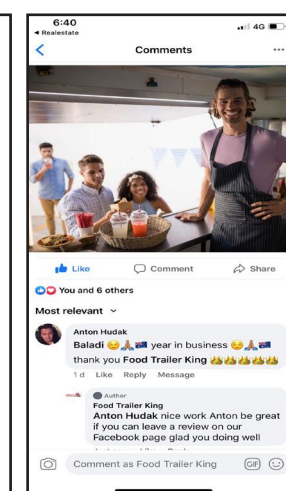 6:40
4G
Realestate
Comments
Like
Comment
Share
You and 6 others
Most relevant
Anton Hudak
Baladi 😔🙏🇦🇺 year in business 😔🙏🇦🇺
thank you Food Trailer King 👑👑👑👑👑
1 d Like Reply Message
Author
Food Trailer King
Anton Hudak nice work Anton be great
if you can leave a review on our
Facebook page glad you doing well
Comment as Food Trailer King
GIF